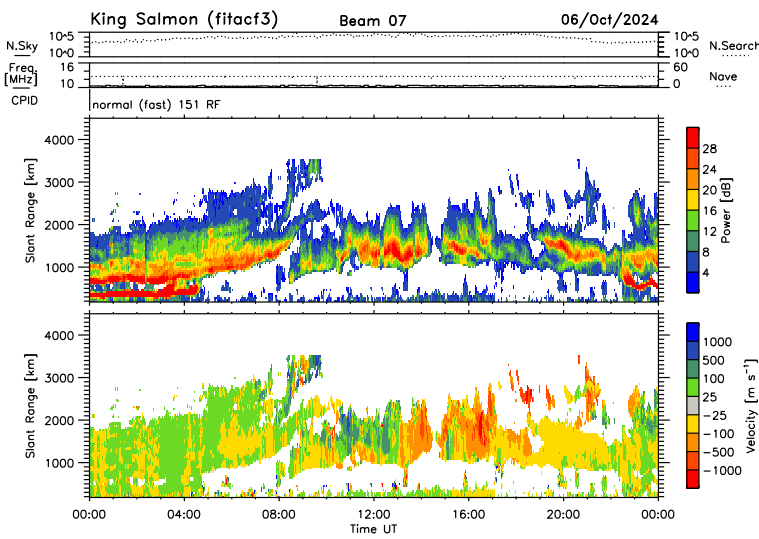 King Salmon (fitacf3) Beam 07 06/Oct/2024
N.Sky 10^5 10^0 10^5 10^0 N.Search
Freq. [MHz] 16 10 60 0 Nave
CPID normal (fast) 151 RF
Slant Range [km] 4000 3000 2000 1000
28 24 20 16 12 8 4 Power [dB]
Slant Range [km] 4000 3000 2000 1000
1000 500 100 25 −25 −100 −500 −1000 Velocity [m s⁻¹]
00:00 04:00 08:00 12:00 16:00 20:00 00:00
Time UT